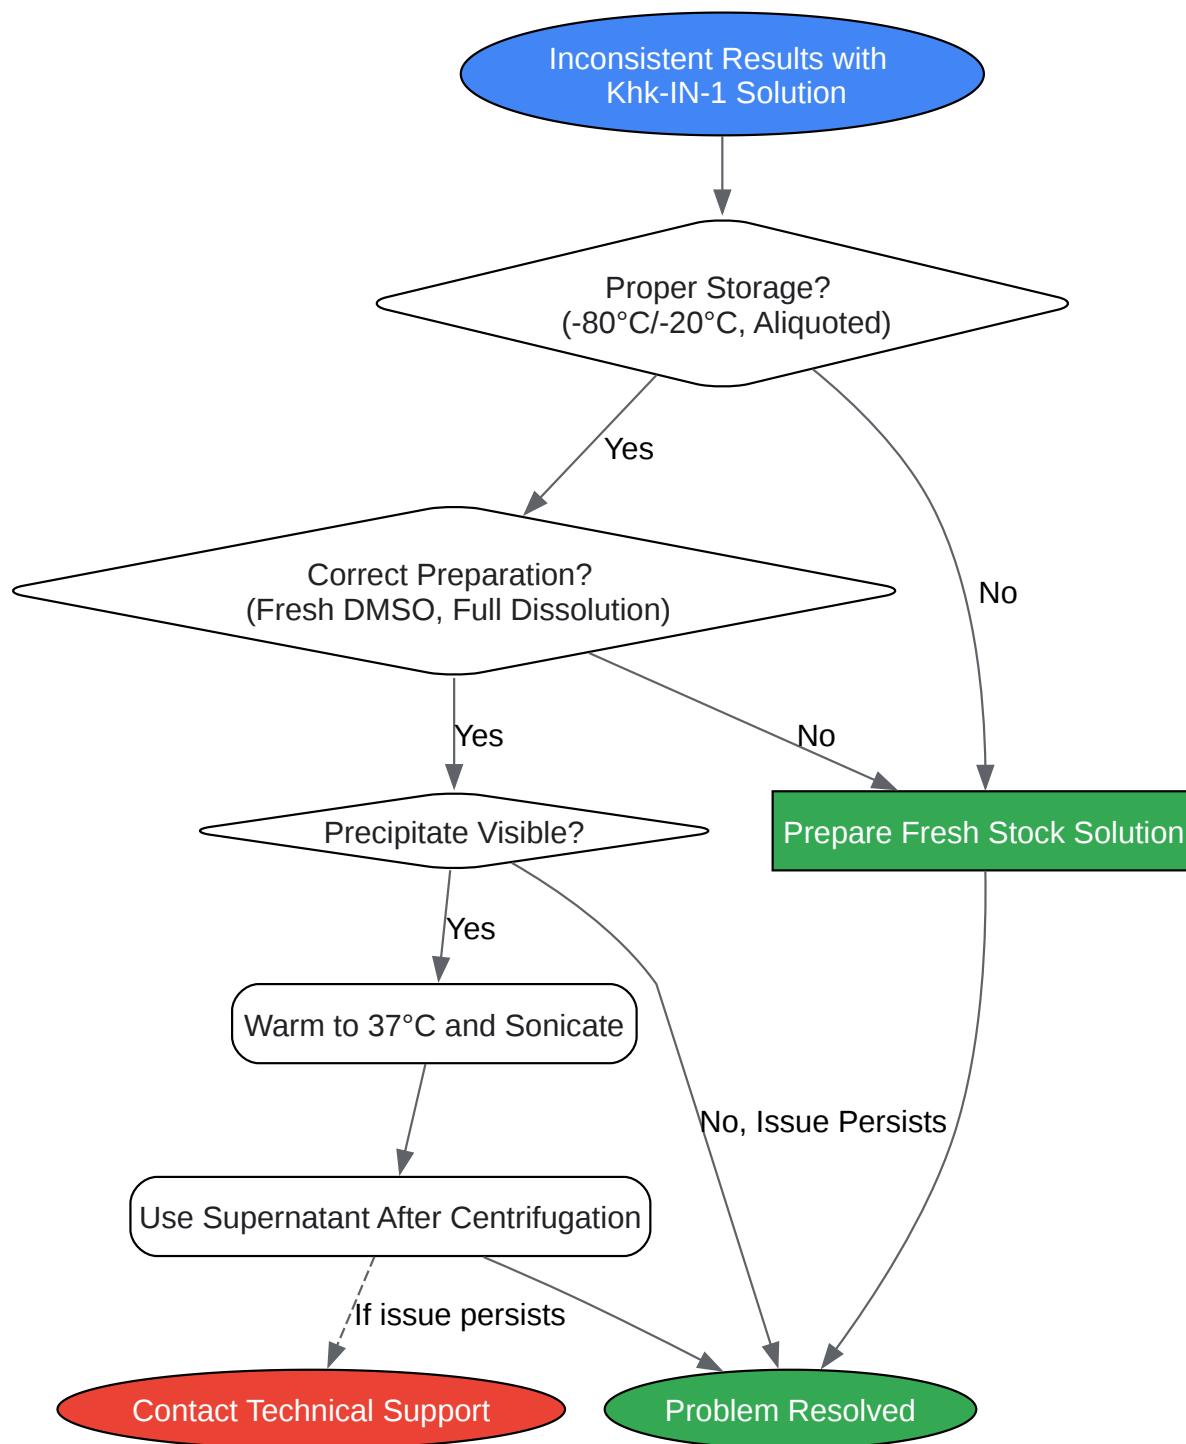 Inconsistent Results with
Khk-IN-1 Solution
Proper Storage?
(-80°C/-20°C, Aliquoted)
Yes
No
Correct Preparation?
(Fresh DMSO, Full Dissolution)
Yes
No
Precipitate Visible?
Prepare Fresh Stock Solution
Yes
Warm to 37°C and Sonicate
No, Issue Persists
Use Supernatant After Centrifugation
If issue persists
Contact Technical Support
Problem Resolved